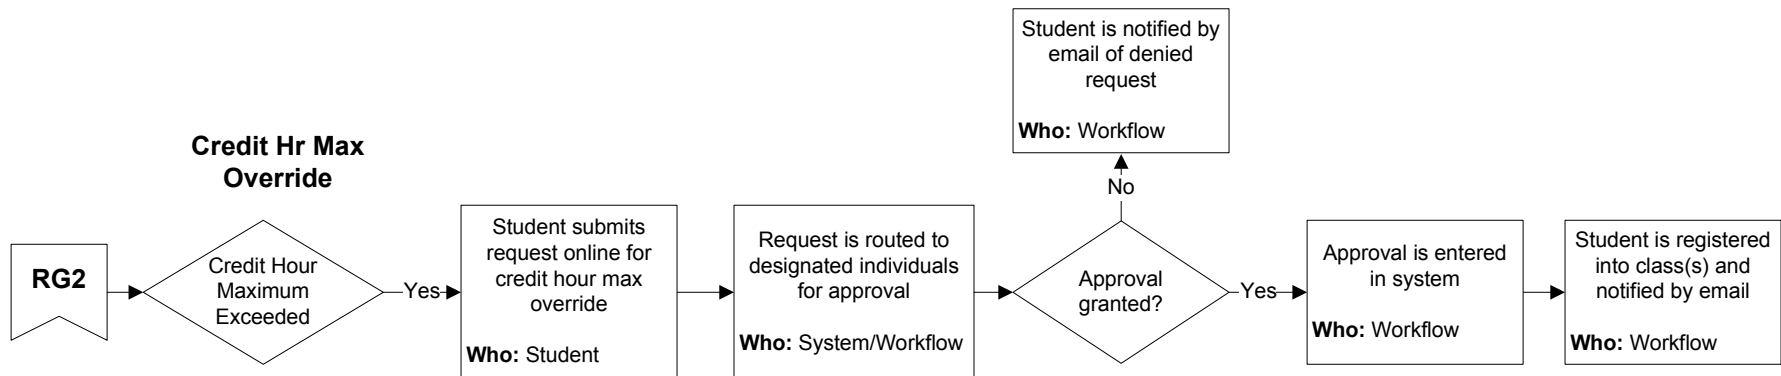 Credit Hr Max
Override
RG2
Credit Hour
Maximum
Exceeded
Yes
Student submits
request online for
credit hour max
override
Who: Student
Request is routed to
designated individuals
for approval
Who: System/Workflow
Approval
granted?
No
Student is notified by
email of denied
request
Who: Workflow
Yes
Approval is entered
in system
Who: Workflow
Student is registered
into class(s) and
notified by email
Who: Workflow